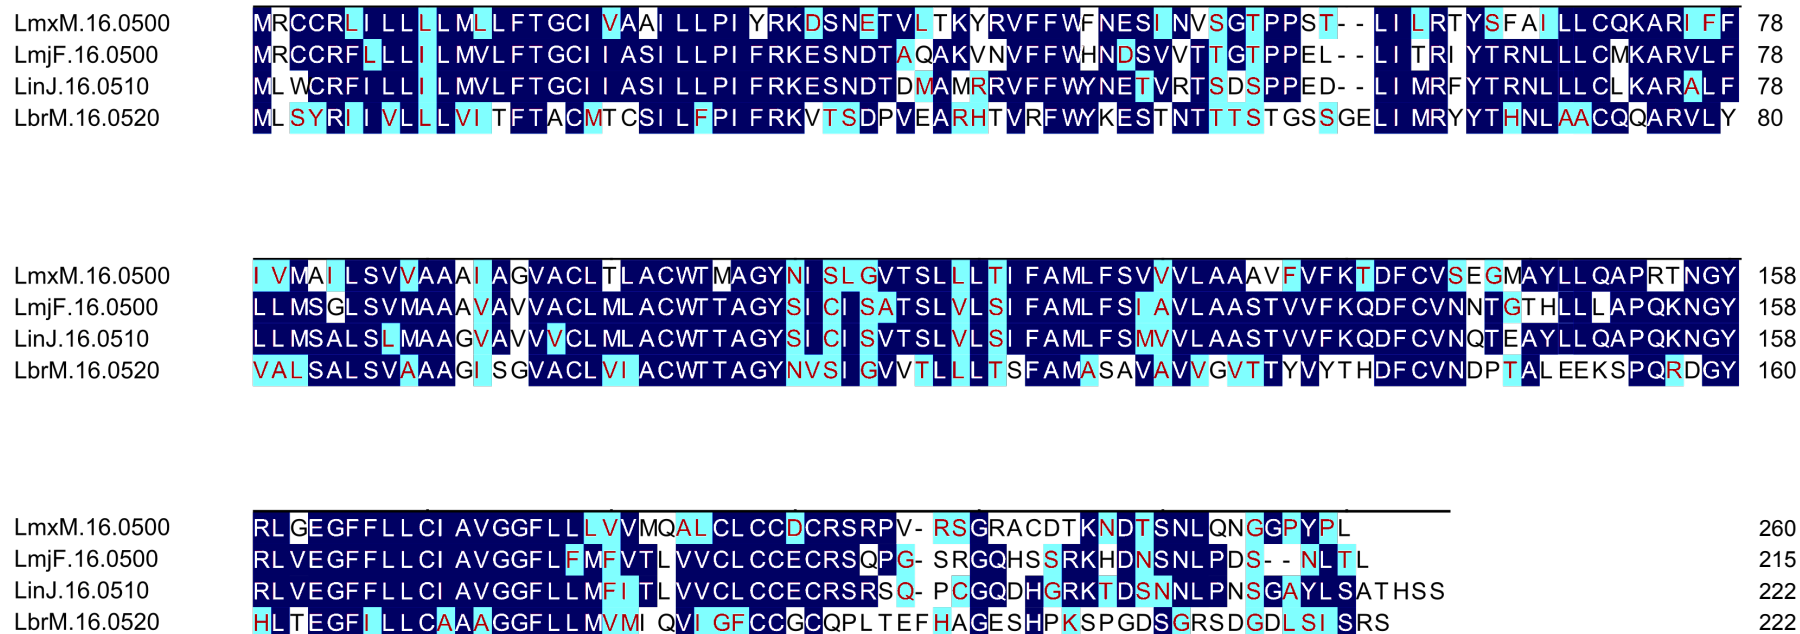 LmxM.16.0500 MRCCRLILLLLMLLFTGCIVAAILLPIYRKDSNETVLTKYRVFFWFNESINVSGTPPST--LILRTYSFAILLCQKARIFF 78
LmjF.16.0500 MRCCRFLLLILMVLFTGCIIASILLPIFRKESNDTAQAKVNVFFWHNDSVVTTGTPPEL--LITRIYTRNLLLCMKARVLF 78
LinJ.16.0510 MLWCRFILLILMVLFTGCIIASILLPIFRKESNDTDMAMRRVFFWYNETVRTSDSPPED--LIMRFYTRNLLLCLKARALF 78
LbrM.16.0520 MLSYRIIVLLLVITFTACMTCSILFPIFRKVTSDPVEARHTVRFWYKESTNTTTSTGSSGELIMRYYTHNLAACQQARVLY 80
LmxM.16.0500 IVMAILSVVAAAIAGVACLTLACWTMAGYNISLGVTSLLLTIFAMLFSVVVLAAAVFVFKTDFCVSEGMAYLLQAPRTNGY 158
LmjF.16.0500 LLMSGLSVMAAAVAVVACLMLACWTTAGYSICISATSLVLSIFAMLFSIAVLAASTVVFKQDFCVNNTGTHLLLAPQKNGY 158
LinJ.16.0510 LLMSALSLMAAGVAVVVCLMLACWTTAGYSICISVTSLVLSIFAMLFSMVVLAASTVVFKQDFCVNQTEAYLLQAPQKNGY 158
LbrM.16.0520 VALSALSVAAAGISGVACLVIACWTTAGYNVSIGVVTLLLTSFAMASAVAVVGVTTYVYTHDFCVNDPTALEEKSPQRDGY 160
LmxM.16.0500 RLGEGFFLLCIAVGGFLLLVVMQALCLCCDCRSRPV-RSGRACDTKNDTSNLQNGGPYPL 260
LmjF.16.0500 RLVEGFFLLCIAVGGFLFMFVTLVVCLCCECRSQPG-SRGQHSSRKHDNSNLPDS--NLTL 215
LinJ.16.0510 RLVEGFFLLCIAVGGFLLMFITLVVCLCCECRSRSQ-PCGQDHGRKTDSNNLPNSGAYLSATHSS 222
LbrM.16.0520 HLTEGFILLCAAAGGFLLMVMIQVIGFCCGCQPLTEFHAGESHPKSPGDSGRSDGDLSISRS 222